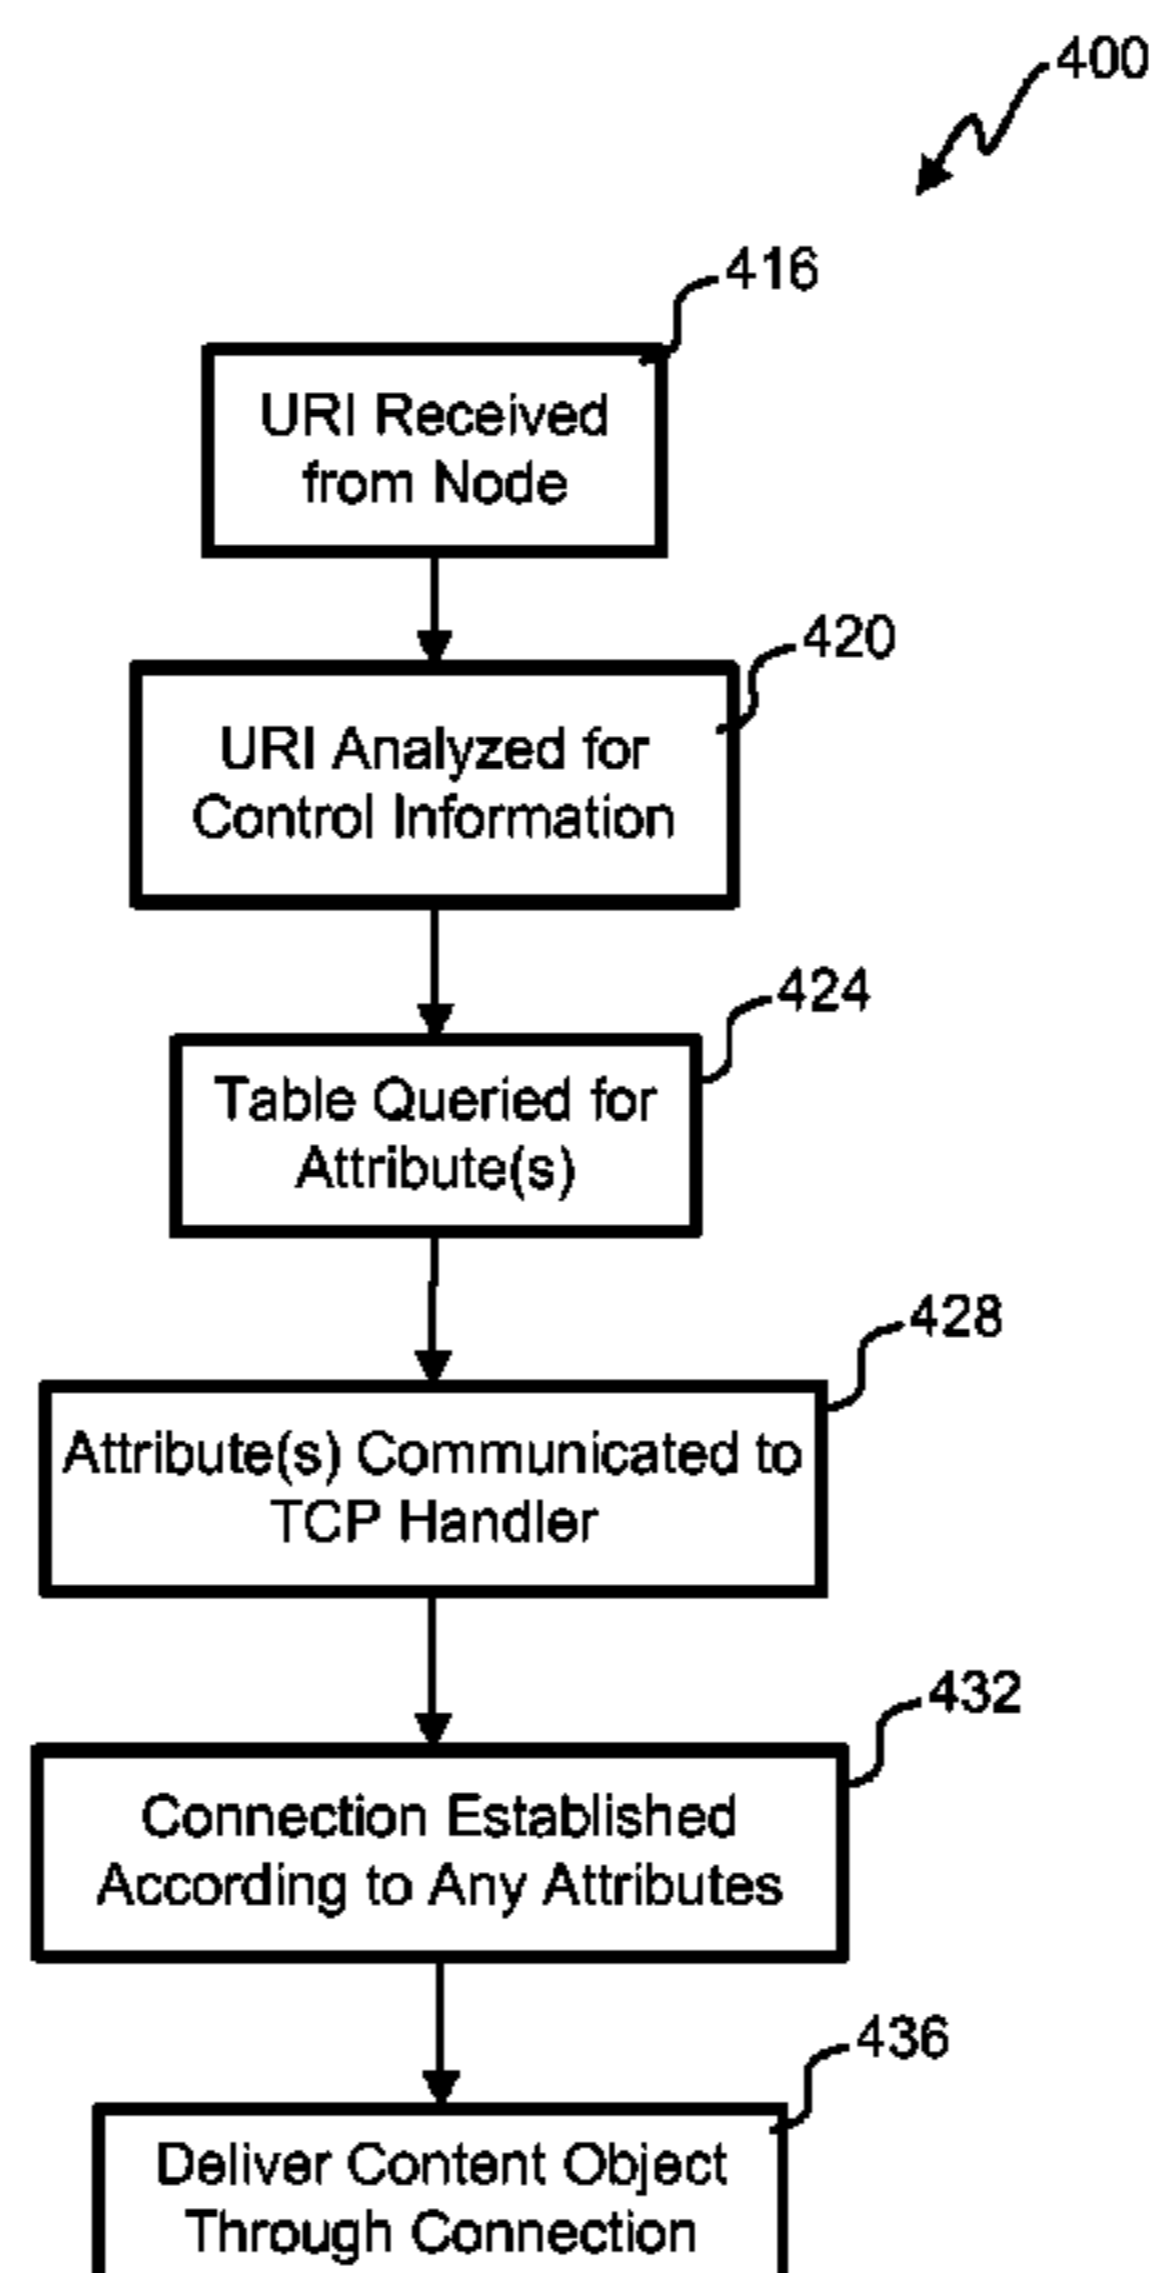 400
416
URI Received
from Node
420
URI Analyzed for
Control Information
424
Table Queried for
Attribute(s)
428
Attribute(s) Communicated to
TCP Handler
432
Connection Established
According to Any Attributes
436
Deliver Content Object
Through Connection